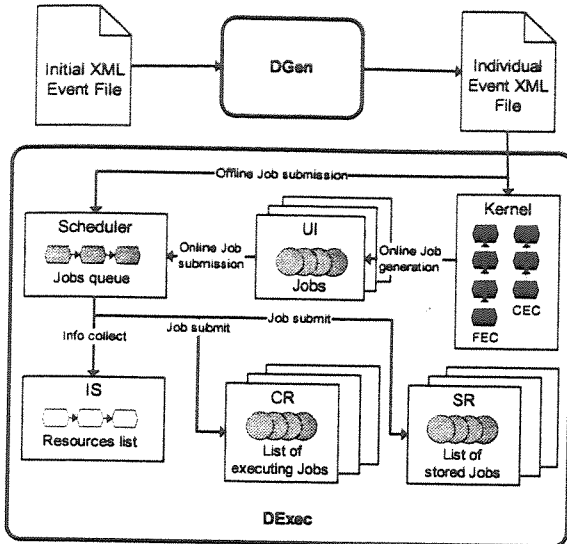 Initial XML
Event File
DGen
Individual
Event XML
File
Offline Job submission
Scheduler
Jobs queue
Online Job
submission
UI
Jobs
Online Job
generation
Kernel
FEC
CEC
Info collect
Job submit
Job submit
IS
Resources list
CR
List of
executing Jobs
SR
List of
stored Jobs
DExec